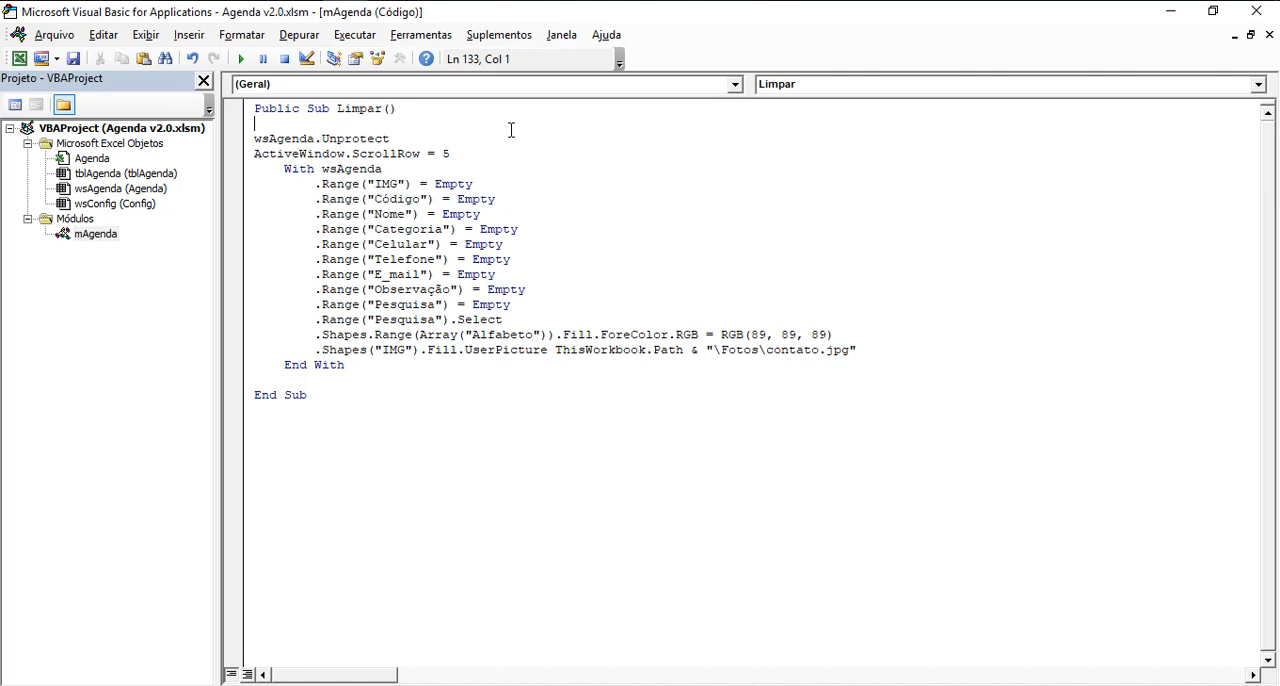 Microsoft Visual Basic for Applications - Agenda v2.0.xlsm - [mAgenda (Código)]
Arquivo Editar Exibir Inserir Formatar Depurar Executar Ferramentas Suplementos Janela Ajuda
Ln 133, Col 1
Projeto - VBAProject
VBAProject (Agenda v2.0.xlsm)
Microsoft Excel Objetos
Agenda
tblAgenda (tblAgenda)
wsAgenda (Agenda)
wsConfig (Config)
Módulos
mAgenda
(Geral) Limpar
Public Sub Limpar()
wsAgenda.Unprotect
ActiveWindow.ScrollRow = 5
With wsAgenda
.Range("IMG") = Empty
.Range("Código") = Empty
.Range("Nome") = Empty
.Range("Categoria") = Empty
.Range("Celular") = Empty
.Range("Telefone") = Empty
.Range("E_mail") = Empty
.Range("Observação") = Empty
.Range("Pesquisa") = Empty
.Range("Pesquisa").Select
.Shapes.Range(Array("Alfabeto")).Fill.ForeColor.RGB = RGB(89, 89, 89)
.Shapes("IMG").Fill.UserPicture ThisWorkbook.Path & "\Fotos\contato.jpg"
End With
End Sub